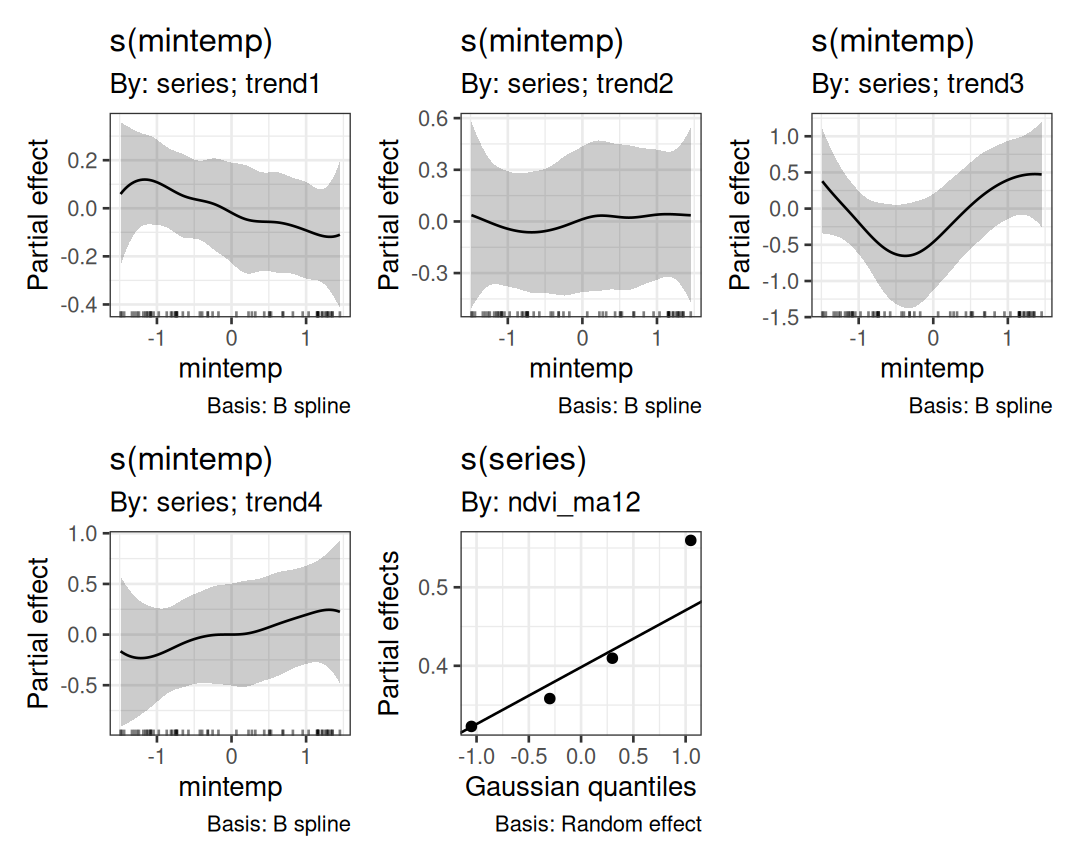 s(mintemp)
By: series; trend1
Partial effect
0.2
0.0
-0.2
-0.4
-1
0
1
mintemp
Basis: B spline
s(mintemp)
By: series; trend2
Partial effect
0.6
0.3
0.0
-0.3
-1
0
1
mintemp
Basis: B spline
s(mintemp)
By: series; trend3
Partial effect
1.0
0.5
0.0
-0.5
-1.0
-1.5
-1
0
1
mintemp
Basis: B spline
s(mintemp)
By: series; trend4
Partial effect
1.0
0.5
0.0
-0.5
-1
0
1
mintemp
Basis: B spline
s(series)
By: ndvi_ma12
Partial effects
0.5
0.4
-1.0
-0.5
0.0
0.5
1.0
Gaussian quantiles
Basis: Random effect